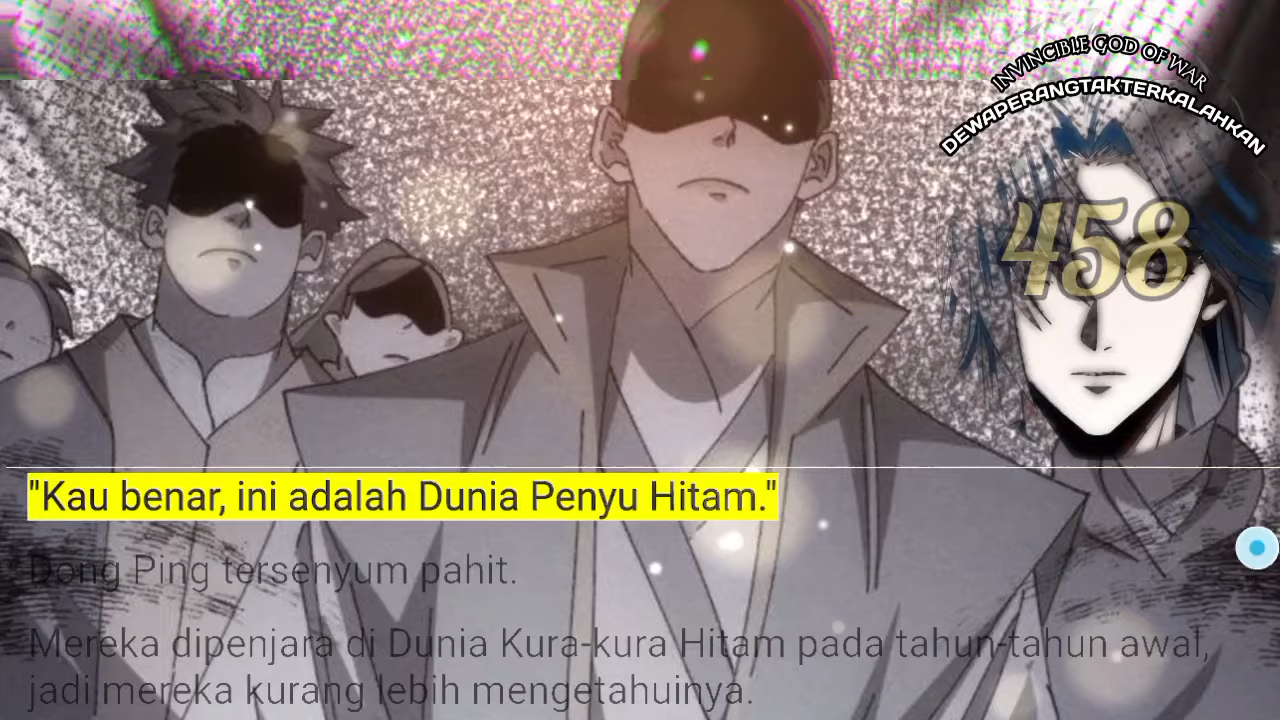 INVINCIBLE GOD OF WAR
DEWAPERANGTAKTERKALAHKAN
458
"Kau benar, ini adalah Dunia Penyu Hitam."
Dong Ping tersenyum pahit.
Mereka dipenjara di Dunia Kura-kura Hitam pada tahun-tahun awal,
jadi mereka kurang lebih mengetahuinya.